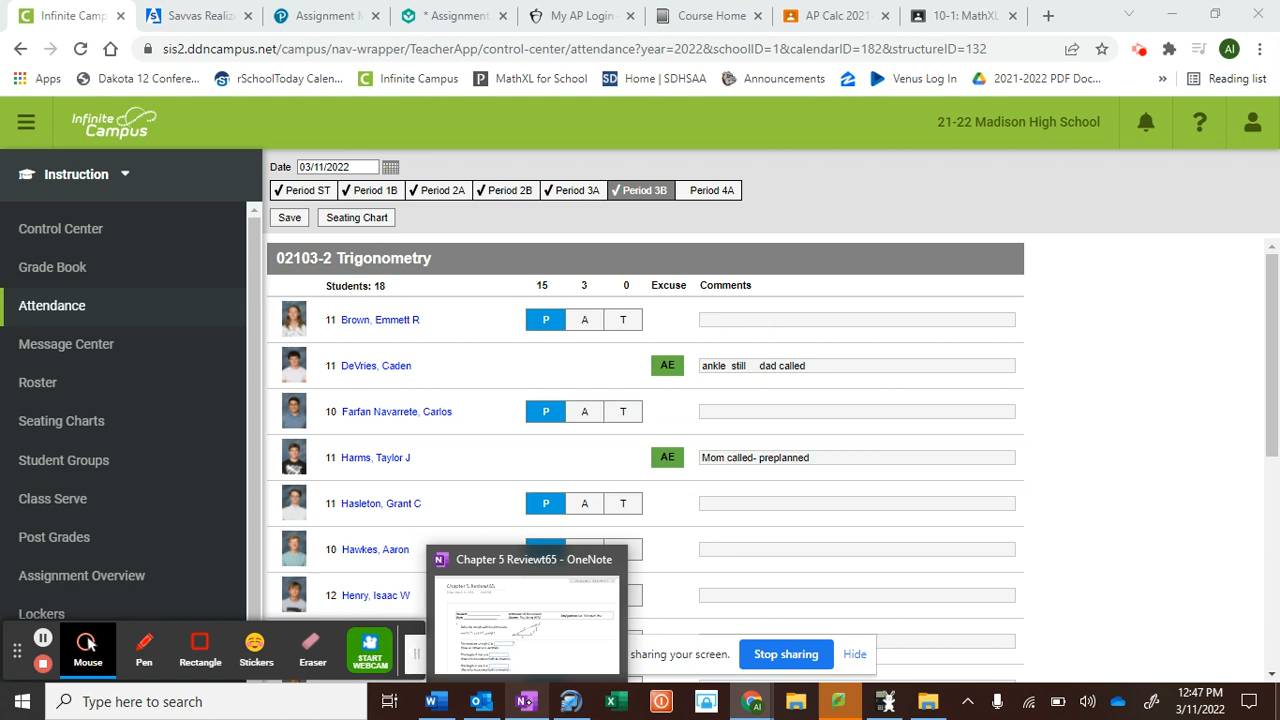 Infinite Camp
Savvas Realiz
Assignment M
* Assignment
My AP Login -
Course Home
AP Calc 2021-
10-1: MathXL
sis2.ddncampus.net/campus/nav-wrapper/TeacherApp/control-center/attendance?year=2022&schoolID=1&calendarID=182&structureID=132
AI
Apps
Dakota 12 Confere...
rSchoolToday Calen...
Infinite Campus
MathXL for School
Home | SDHSAA
Announcements
Venus Log In
2021-2022 PDF Doc...
»
Reading list
Infinite Campus
21-22 Madison High School
Instruction
Date 03/11/2022
Period ST
Period 1B
Period 2A
Period 2B
Period 3A
Period 3B
Period 4A
Save
Seating Chart
Control Center
Grade Book
Attendance
Message Center
Roster
Seating Charts
Student Groups
Class Serve
Post Grades
Assignment Overview
Lockers
02103-2 Trigonometry
Students: 18 15 3 0 Excuse Comments
11 Brown, Emmett R P A T
11 DeVries, Caden AE ankle still dad called
10 Farfan Navarrete, Carlos P A T
11 Harms, Taylor J AE Mom called- preplanned
11 Hasleton, Grant C P A T
10 Hawkes, Aaron
12 Henry, Isaac W
Chapter 5 Reviewt65 - OneNote
Chapter 5 Reviewt65
Mouse
Pen
Rectangle
Stickers
Eraser
START WEBCAM
sharing your screen.
Stop sharing
Hide
Type here to search
12:47 PM
3/11/2022